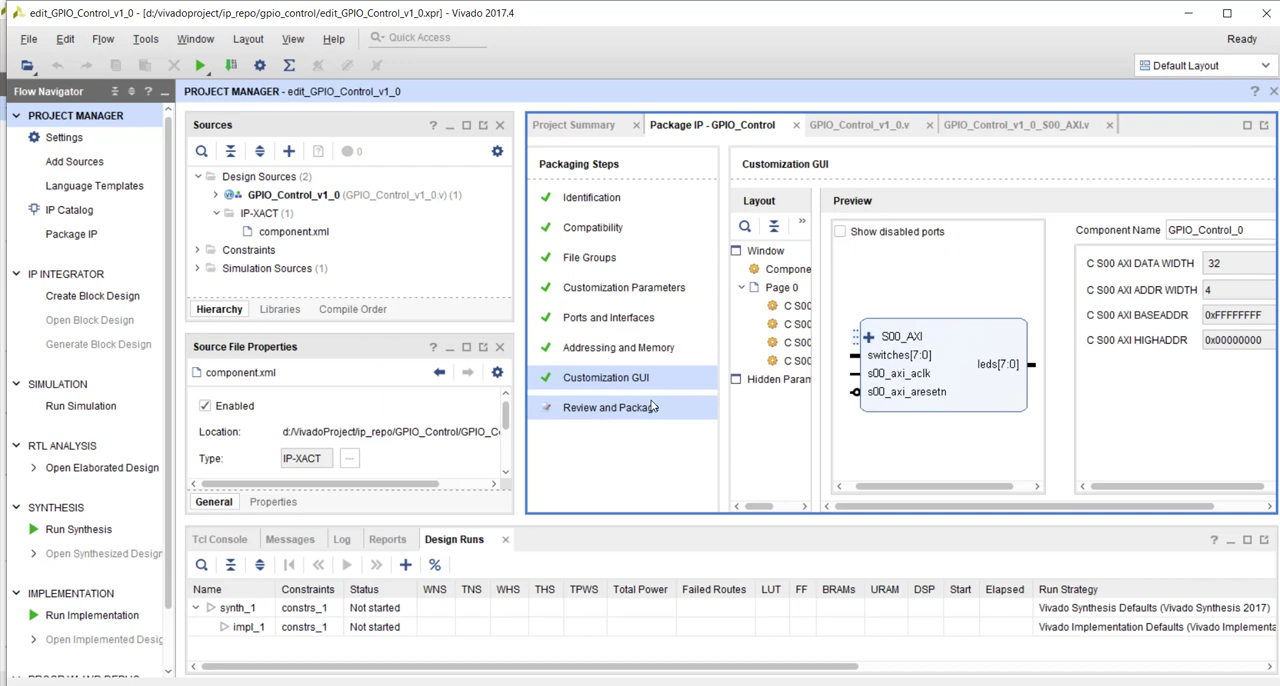 edit_GPIO_Control_v1_0 - [d:/vivadoproject/ip_repo/gpio_control/edit_GPIO_Control_v1_0.xpr] - Vivado 2017.4
File Edit Flow Tools Window Layout View Help Quick Access Ready
Default Layout
Flow Navigator
PROJECT MANAGER
Settings
Add Sources
Language Templates
IP Catalog
Package IP
IP INTEGRATOR
Create Block Design
Open Block Design
Generate Block Design
SIMULATION
Run Simulation
RTL ANALYSIS
Open Elaborated Design
SYNTHESIS
Run Synthesis
Open Synthesized Design
IMPLEMENTATION
Run Implementation
Open Implemented Desig
PROJECT MANAGER - edit_GPIO_Control_v1_0
Sources
0
Design Sources (2)
GPIO_Control_v1_0 (GPIO_Control_v1_0.v) (1)
IP-XACT (1)
component.xml
Constraints
Simulation Sources (1)
Hierarchy Libraries Compile Order
Source File Properties
component.xml
Enabled
Location: d:/VivadoProject/ip_repo/GPIO_Control/GPIO_Co
Type: IP-XACT
General Properties
Project Summary Package IP - GPIO_Control GPIO_Control_v1_0.v GPIO_Control_v1_0_S00_AXI.v
Packaging Steps
Identification
Compatibility
File Groups
Customization Parameters
Ports and Interfaces
Addressing and Memory
Customization GUI
Review and Package
Customization GUI
Layout
Window
Compone
Page 0
C S00
C S00
C S00
C S00
Hidden Param
Preview
Show disabled ports
S00_AXI
switches[7:0]
s00_axi_aclk
s00_axi_aresetn
leds[7:0]
Component Name GPIO_Control_0
C S00 AXI DATA WIDTH 32
C S00 AXI ADDR WIDTH 4
C S00 AXI BASEADDR 0xFFFFFFFF
C S00 AXI HIGHADDR 0x00000000
Tcl Console Messages Log Reports Design Runs
Name Constraints Status WNS TNS WHS THS TPWS Total Power Failed Routes LUT FF BRAMs URAM DSP Start Elapsed Run Strategy
synth_1 constrs_1 Not started Vivado Synthesis Defaults (Vivado Synthesis 2017)
impl_1 constrs_1 Not started Vivado Implementation Defaults (Vivado Implementa